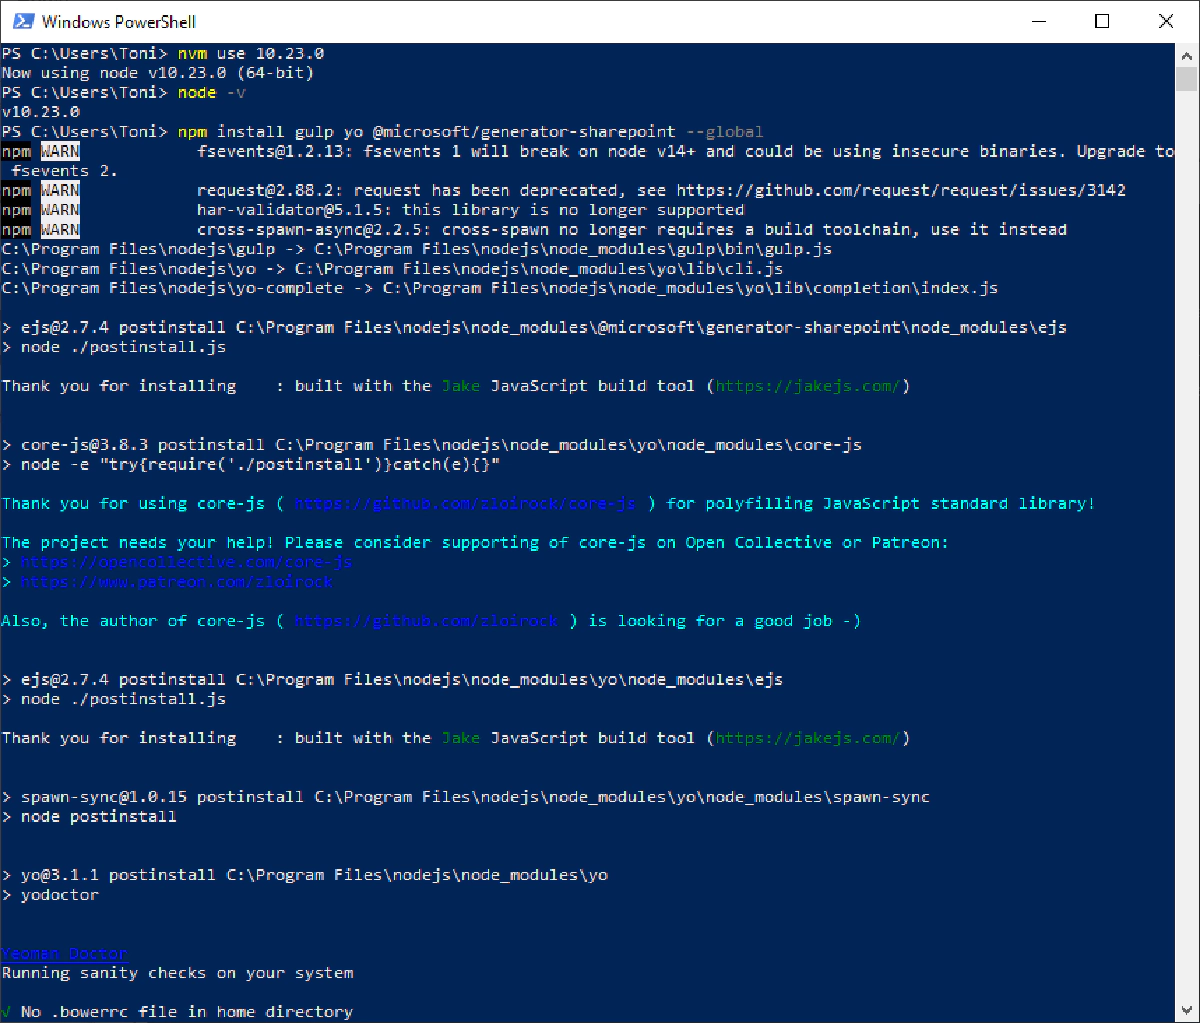 Windows PowerShell
PS C:\Users\Toni> nvm use 10.23.0
Now using node v10.23.0 (64-bit)
PS C:\Users\Toni> node -v
v10.23.0
PS C:\Users\Toni> npm install gulp yo @microsoft/generator-sharepoint --global
npm WARN fsevents@1.2.13: fsevents 1 will break on node v14+ and could be using insecure binaries. Upgrade to
fsevents 2.
npm WARN request@2.88.2: request has been deprecated, see https://github.com/request/request/issues/3142
npm WARN har-validator@5.1.5: this library is no longer supported
npm WARN cross-spawn-async@2.2.5: cross-spawn no longer requires a build toolchain, use it instead
C:\Program Files\nodejs\gulp -> C:\Program Files\nodejs\node_modules\gulp\bin\gulp.js
C:\Program Files\nodejs\yo -> C:\Program Files\nodejs\node_modules\yo\lib\cli.js
C:\Program Files\nodejs\yo-complete -> C:\Program Files\nodejs\node_modules\yo\lib\completion\index.js
> ejs@2.7.4 postinstall C:\Program Files\nodejs\node_modules\@microsoft\generator-sharepoint\node_modules\ejs
> node ./postinstall.js
Thank you for installing    : built with the Jake JavaScript build tool (https://jakejs.com/)
> core-js@3.8.3 postinstall C:\Program Files\nodejs\node_modules\yo\node_modules\core-js
> node -e "try{require('./postinstall')}catch(e){}"
Thank you for using core-js ( https://github.com/zloirock/core-js ) for polyfilling JavaScript standard library!
The project needs your help! Please consider supporting of core-js on Open Collective or Patreon:
> https://opencollective.com/core-js
> https://www.patreon.com/zloirock
Also, the author of core-js ( https://github.com/zloirock ) is looking for a good job -)
> ejs@2.7.4 postinstall C:\Program Files\nodejs\node_modules\yo\node_modules\ejs
> node ./postinstall.js
Thank you for installing    : built with the Jake JavaScript build tool (https://jakejs.com/)
> spawn-sync@1.0.15 postinstall C:\Program Files\nodejs\node_modules\yo\node_modules\spawn-sync
> node postinstall
> yo@3.1.1 postinstall C:\Program Files\nodejs\node_modules\yo
> yodoctor
Yeoman Doctor
Running sanity checks on your system
√ No .bowerrc file in home directory